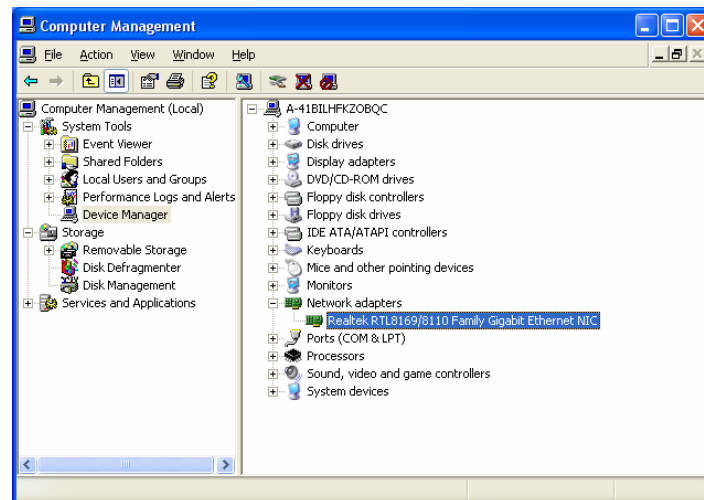 Computer Management
File Action View Window Help
Computer Management (Local)
System Tools
Event Viewer
Shared Folders
Local Users and Groups
Performance Logs and Alerts
Device Manager
Storage
Removable Storage
Disk Defragmenter
Disk Management
Services and Applications
A-41BILHFKZOBQC
Computer
Disk drives
Display adapters
DVD/CD-ROM drives
Floppy disk controllers
Floppy disk drives
IDE ATA/ATAPI controllers
Keyboards
Mice and other pointing devices
Monitors
Network adapters
Realtek RTL8169/8110 Family Gigabit Ethernet NIC
Ports (COM & LPT)
Processors
Sound, video and game controllers
System devices